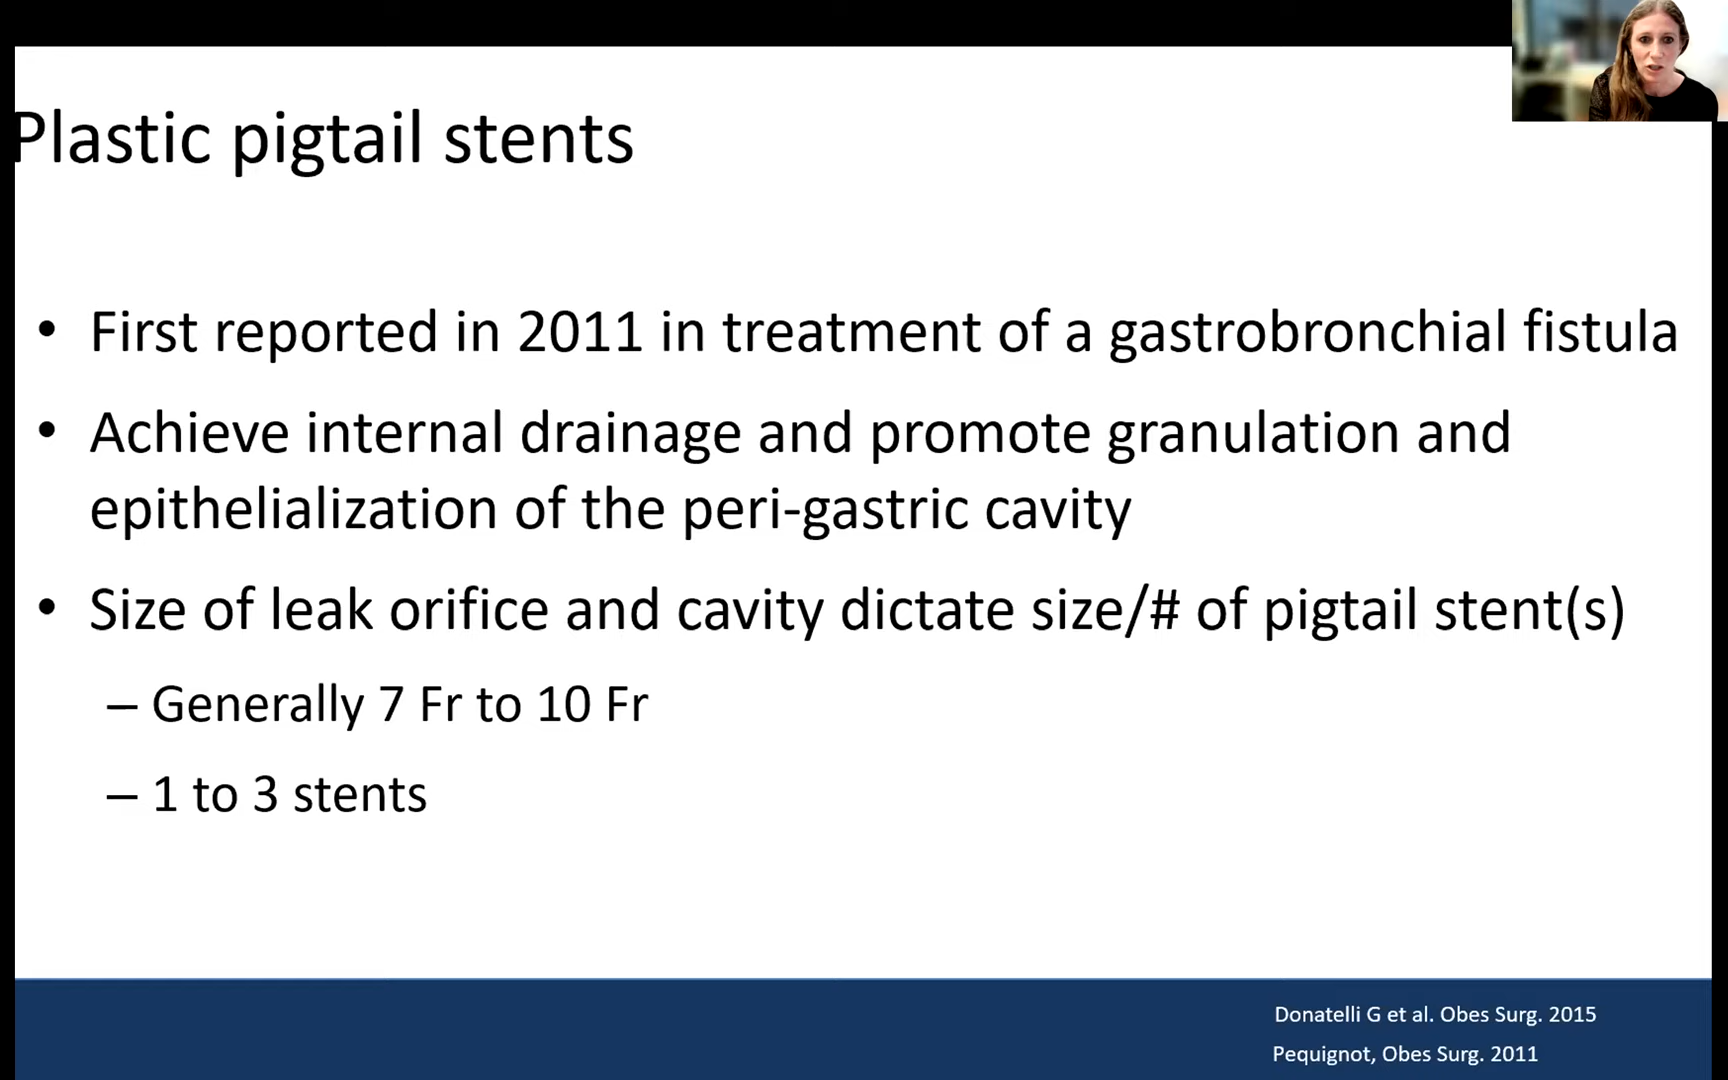 Plastic pigtail stents
• First reported in 2011 in treatment of a gastrobronchial fistula
• Achieve internal drainage and promote granulation and
epithelialization of the peri-gastric cavity
• Size of leak orifice and cavity dictate size/# of pigtail stent(s)
– Generally 7 Fr to 10 Fr
– 1 to 3 stents
Donatelli G et al. Obes Surg. 2015
Pequignot, Obes Surg. 2011